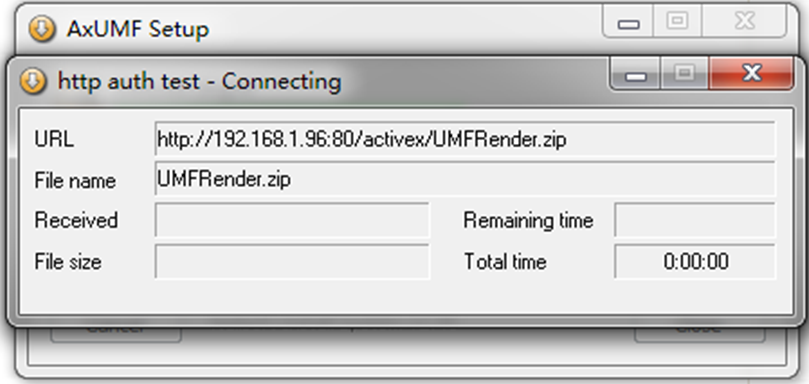 AxUMF Setup
http auth test - Connecting
URL http://192.168.1.96:80/activex/UMFRender.zip
File name UMFRender.zip
Received Remaining time
File size Total time 0:00:00
Cancel Close